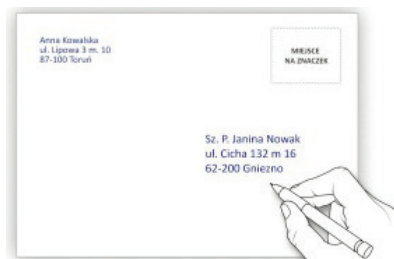 Anna Kowalska
ul. Lipowa 3 m. 10
87-100 Toruń
MIEJSCE
NA ZNACZEK
Sz. P. Janina Nowak
ul. Cicha 132 m 16
62-200 Gniezno